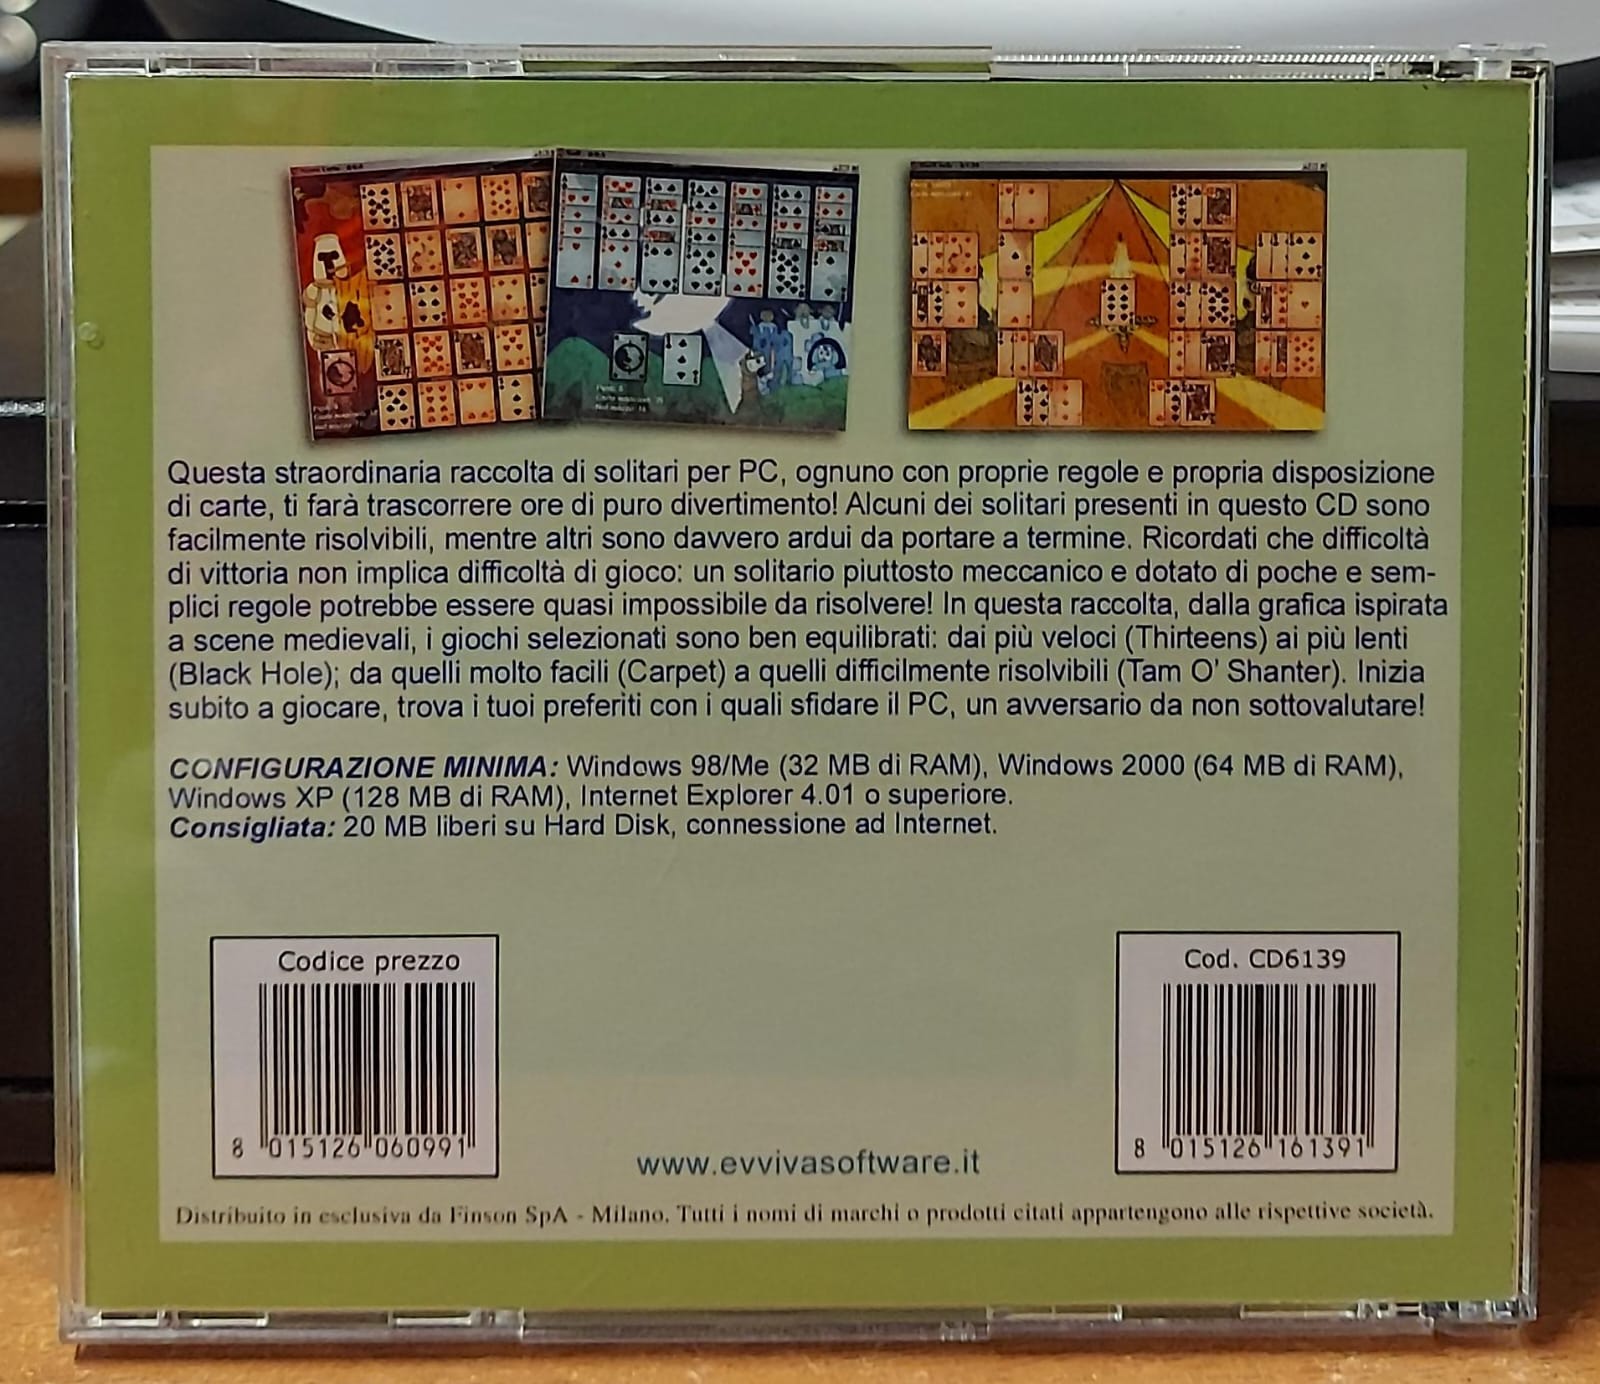 Questa straordinaria raccolta di solitari per PC, ognuno con proprie regole e propria disposizione
di carte, ti farà trascorrere ore di puro divertimento! Alcuni dei solitari presenti in questo CD sono
facilmente risolvibili, mentre altri sono davvero ardui da portare a termine. Ricordati che difficoltà
di vittoria non implica difficoltà di gioco: un solitario piuttosto meccanico e dotato di poche e sem-
plici regole potrebbe essere quasi impossibile da risolvere! In questa raccolta, dalla grafica ispirata
a scene medievali, i giochi selezionati sono ben equilibrati: dai più veloci (Thirteens) ai più lenti
(Black Hole); da quelli molto facili (Carpet) a quelli difficilmente risolvibili (Tam O' Shanter). Inizia
subito a giocare, trova i tuoi preferiti con i quali sfidare il PC, un avversario da non sottovalutare!
CONFIGURAZIONE MINIMA: Windows 98/Me (32 MB di RAM), Windows 2000 (64 MB di RAM),
Windows XP (128 MB di RAM), Internet Explorer 4.01 o superiore.
Consigliata: 20 MB liberi su Hard Disk, connessione ad Internet.
Codice prezzo
8 015126 060991
Cod. CD6139
8 015126 161391
www.evvivasoftware.it
Distribuito in esclusiva da Finson SpA - Milano. Tutti i nomi di marchi o prodotti citati appartengono alle rispettive società.